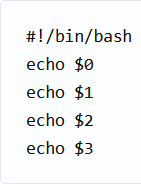 #!/bin/bash
echo $0
echo $1
echo $2
echo $3